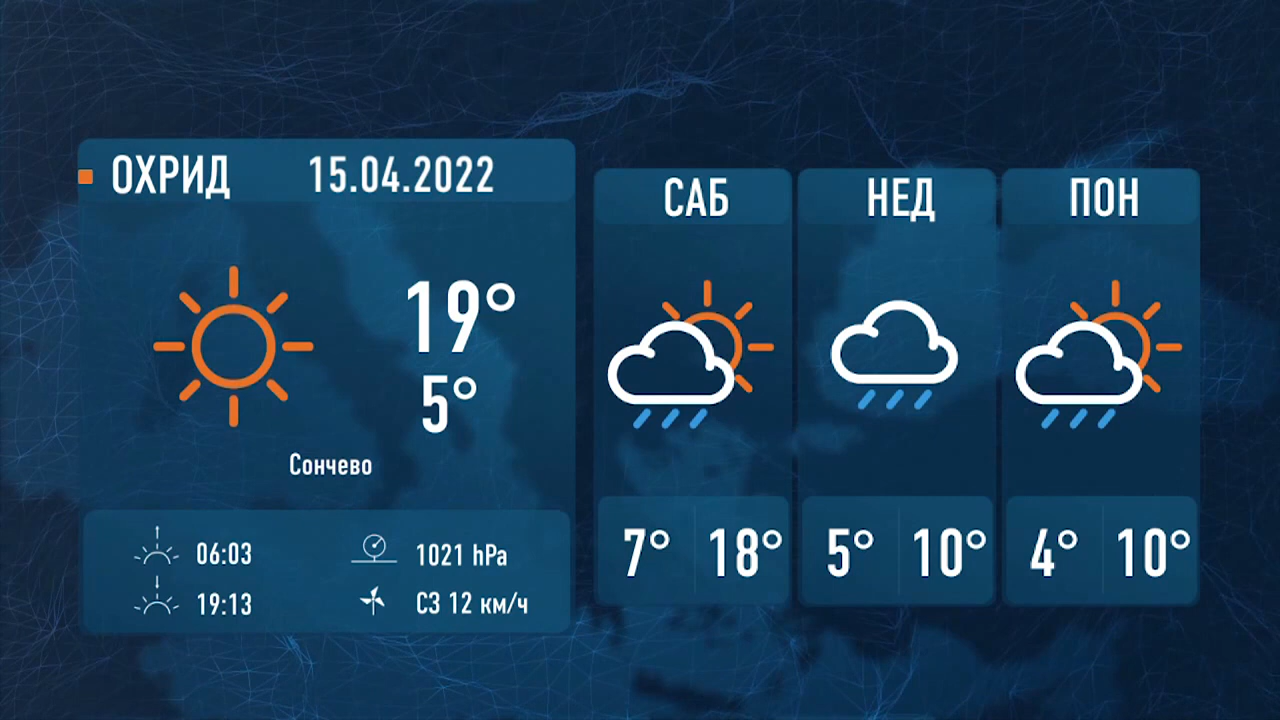 ОХРИД 15.04.2022
19°
5°
Сончево
06:03
1021 hPa
19:13
СЗ 12 км/ч
САБ
7° 18°
НЕД
5° 10°
ПОН
4° 10°